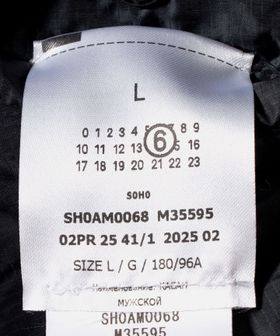 L
0 1 2 3 4 5 6 7 8 9
10 11 12 13 15 16
17 18 19 20 21 22 23
SOHO
SH0AM0068 M35595
02PR 25 41/1 2025 02
SIZE L / G / 180/96A
Наименование: КАБАН
МУЖСКОЙ
SH0AM0068
M35595